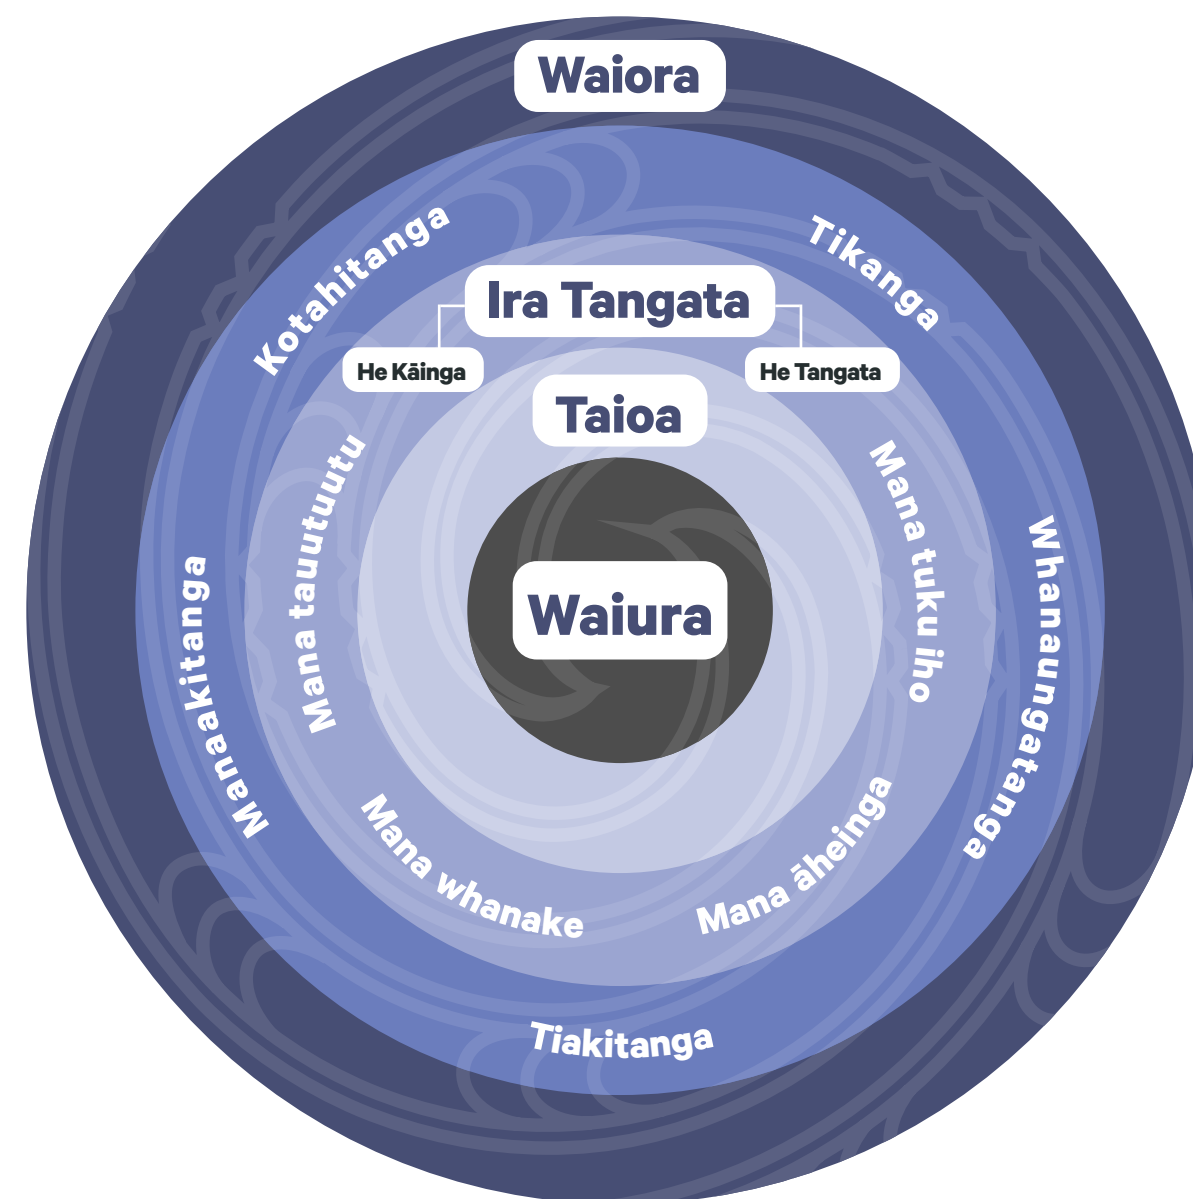 Waiora
Kotahitanga
Tikanga
Manaakitanga
Whanaungatanga
Tiakitanga
Ira Tangata
He Kāinga
He Tangata
Mana tauutuutu
Mana tuku iho
Mana whanake
Mana āheinga
Taioa
Waiura